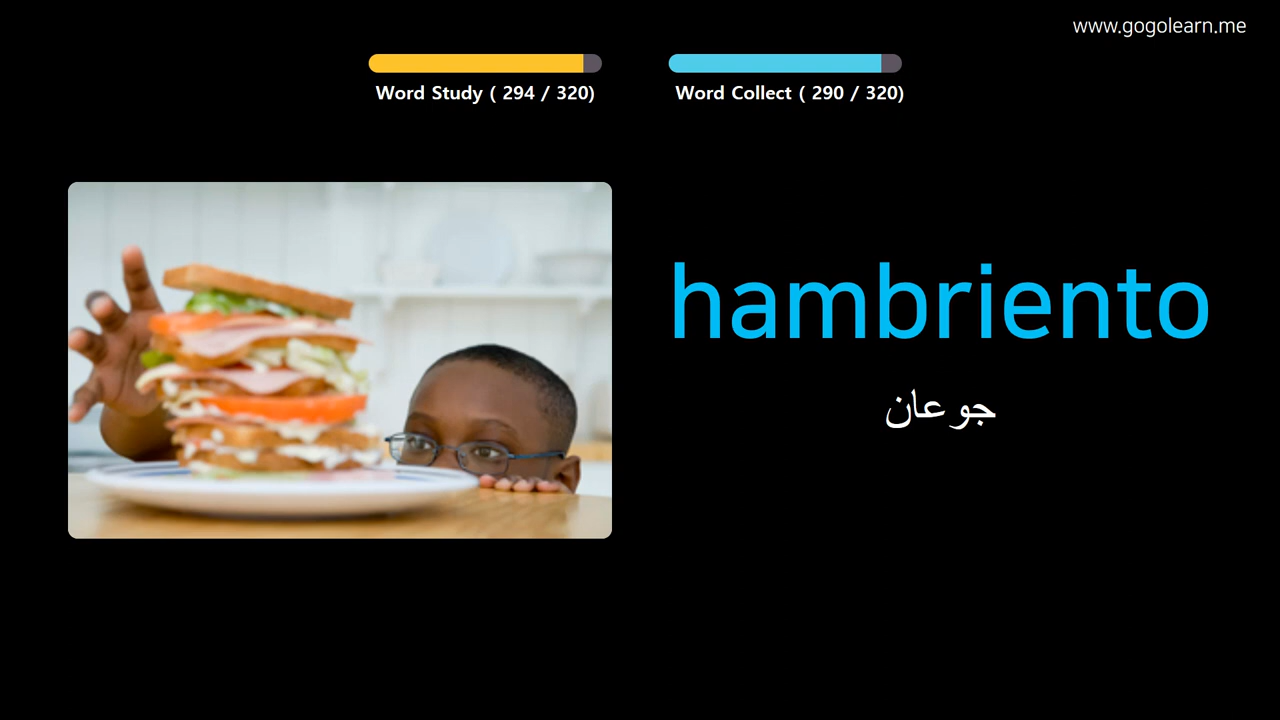 www.gogolearn.me
Word Study ( 294 / 320)
Word Collect ( 290 / 320)
hambriento
جوعان